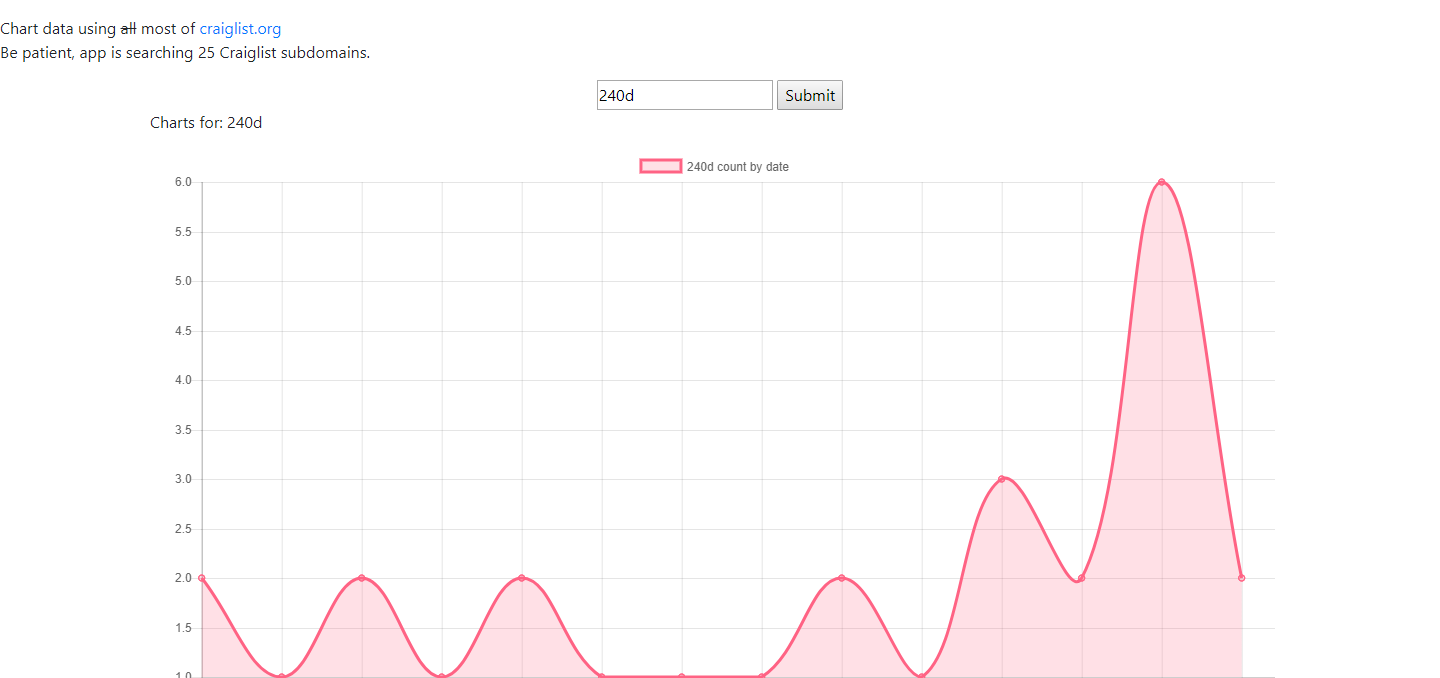 Chart data using all most of craiglist.org
Be patient, app is searching 25 Craiglist subdomains.
240d Submit
Charts for: 240d
240d count by date
6.0
5.5
5.0
4.5
4.0
3.5
3.0
2.5
2.0
1.5
1.0